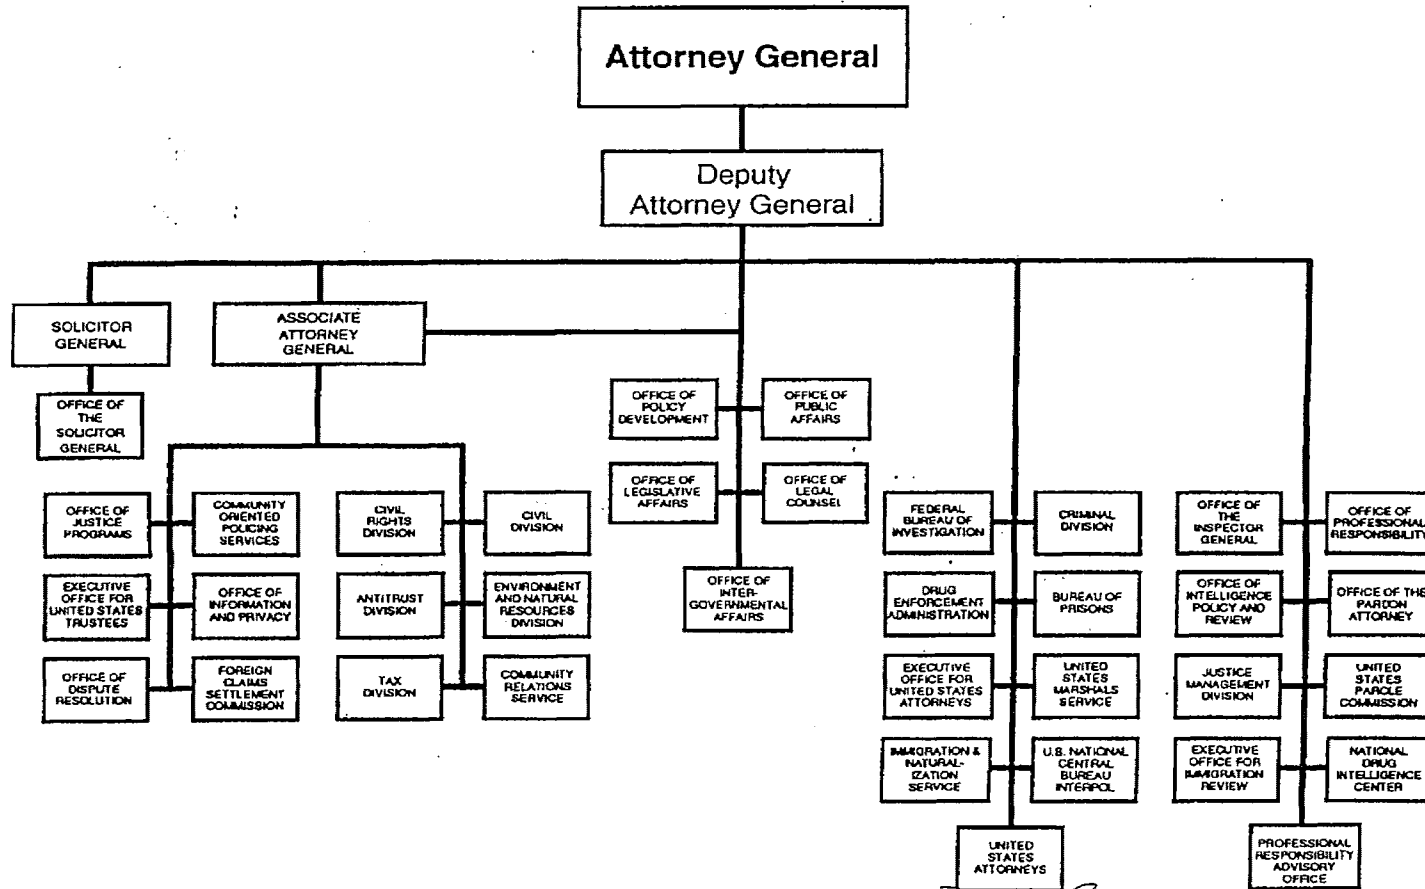 Attorney General
Deputy
Attorney General
SOLICITOR
GENERAL
ASSOCIATE
ATTORNEY
GENERAL
OFFICE OF
THE
SOLICITOR
GENERAL
OFFICE OF
POLICY
DEVELOPMENT
OFFICE OF
PUBLIC
AFFAIRS
OFFICE OF
LEGISLATIVE
AFFAIRS
OFFICE OF
LEGAL
COUNSEL
OFFICE OF
INTER-
GOVERNMENTAL
AFFAIRS
OFFICE OF
JUSTICE
PROGRAMS
COMMUNITY
ORIENTED
POLICING
SERVICES
EXECUTIVE
OFFICE FOR
UNITED STATES
TRUSTEES
OFFICE OF
INFORMATION
AND PRIVACY
OFFICE OF
DISPUTE
RESOLUTION
FOREIGN
CLAIMS
SETTLEMENT
COMMISSION
CIVIL
RIGHTS
DIVISION
CIVIL
DIVISION
ANTITRUST
DIVISION
ENVIRONMENT
AND NATURAL
RESOURCES
DIVISION
TAX
DIVISION
COMMUNITY
RELATIONS
SERVICE
FEDERAL
BUREAU OF
INVESTIGATION
CRIMINAL
DIVISION
DRUG
ENFORCEMENT
ADMINISTRATION
BUREAU OF
PRISONS
EXECUTIVE
OFFICE FOR
UNITED STATES
ATTORNEYS
UNITED
STATES
MARSHALS
SERVICE
IMMIGRATION &
NATURAL-
IZATION
SERVICE
U.S. NATIONAL
CENTRAL
BUREAU
INTERPOL
UNITED
STATES
ATTORNEYS
OFFICE OF
THE
INSPECTOR
GENERAL
OFFICE OF
PROFESSIONAL
RESPONSIBILITY
OFFICE OF
INTELLIGENCE
POLICY AND
REVIEW
OFFICE OF THE
PARDON
ATTORNEY
JUSTICE
MANAGEMENT
DIVISION
UNITED
STATES
PAROLE
COMMISSION
EXECUTIVE
OFFICE FOR
IMMIGRATION
REVIEW
NATIONAL
DRUG
INTELLIGENCE
CENTER
PROFESSIONAL
RESPONSIBILITY
ADVISORY
OFFICE